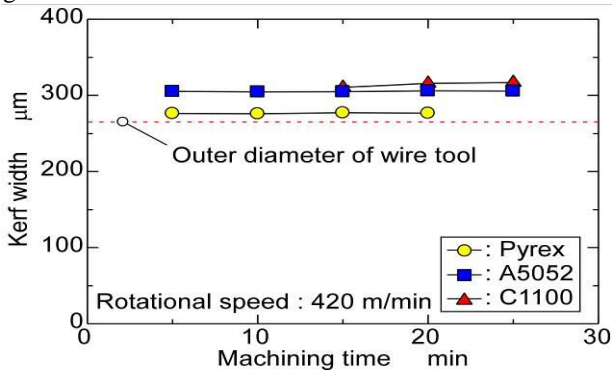 400
300
200
100
0
Kerf width μm
Outer diameter of wire tool
: Pyrex
: A5052
: C1100
Rotational speed : 420 m/min
0 10 20 30
Machining time min